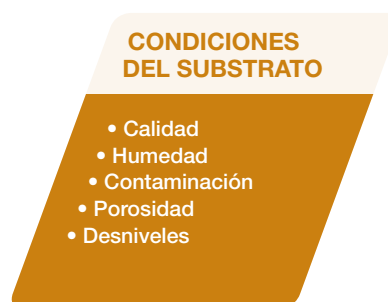 CONDICIONES
DEL SUBSTRATO
• Calidad
• Humedad
• Contaminación
• Porosidad
• Desniveles